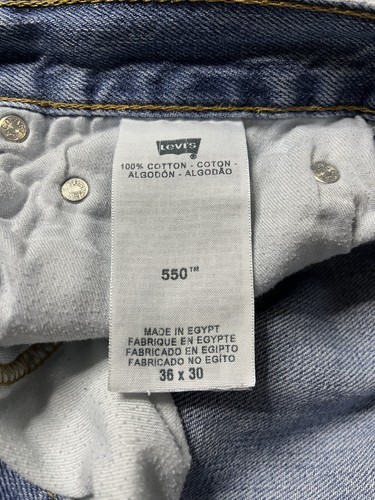 Levi's
®
100% COTTON - COTON -
ALGODÓN - ALGODÃO
550™
MADE IN EGYPT
FABRIQUE EN EGYPTE
FABRICADO EN EGIPTO
FABRICADO NO EGÍTO
36 x 30